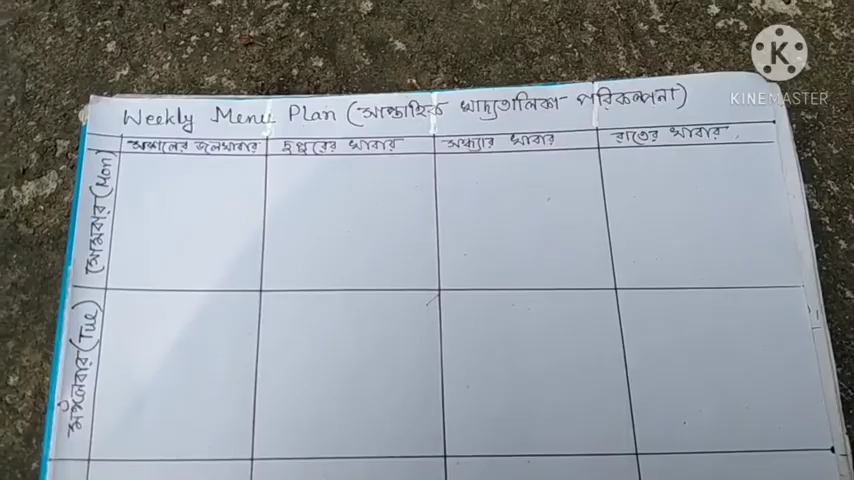 K
KINEMASTER
Weekly Menu Plan (সাপ্তাহিক খাদ্যতালিকা পরিকল্পনা)
সকালের জলখাবার দুপুরের খাবার সন্ধ্যার খাবার রাতের খাবার
সোমবার (Mon)
মঙ্গলবার (Tue)